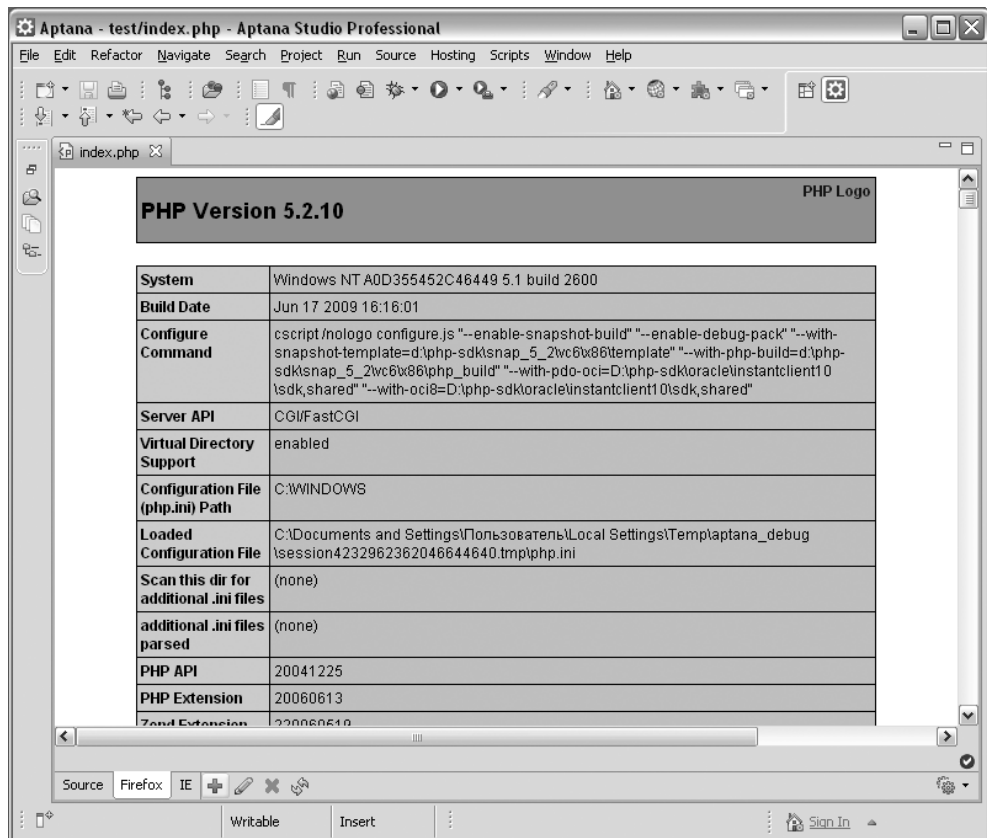 Aptana - test/index.php - Aptana Studio Professional
File Edit Refactor Navigate Search Project Run Source Hosting Scripts Window Help
index.php
PHP Logo
PHP Version 5.2.10
System Windows NT A0D355452C46449 5.1 build 2600
Build Date Jun 17 2009 16:16:01
Configure Command cscript /nologo configure.js "--enable-snapshot-build" "--enable-debug-pack" "--with-
snapshot-template=d:\php-sdk\snap_5_2\vc6\x86\template" "--with-php-build=d:\php-
sdk\snap_5_2\vc6\x86\php_build" "--with-pdo-oci=D:\php-sdk\oracle\instantclient10
\sdk,shared" "--with-oci8=D:\php-sdk\oracle\instantclient10\sdk,shared"
Server API CGI/FastCGI
Virtual Directory Support enabled
Configuration File (php.ini) Path C:\WINDOWS
Loaded Configuration File C:\Documents and Settings\Пользователь\Local Settings\Temp\aptana_debug
\session4232962362046644640.tmp\php.ini
Scan this dir for additional .ini files (none)
additional .ini files parsed (none)
PHP API 20041225
PHP Extension 20060613
Zend Extension 220060519
Source Firefox IE
Writable Insert Sign In